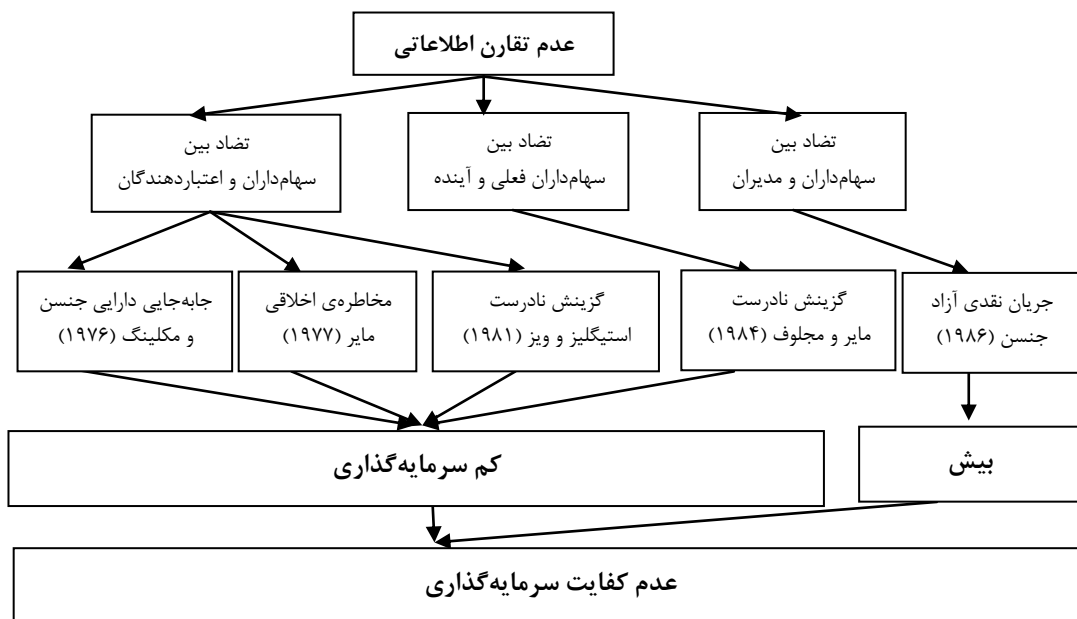 عدم تقارن اطلاعاتی
تضاد بین
سهام‌داران و مدیران
تضاد بین
سهام‌داران فعلی و آینده
تضاد بین
سهام‌داران و اعتباردهندگان
جریان نقدی آزاد
جنسن (۱۹۸۶)
گزینش نادرست
مایر و مجلوف (۱۹۸۴)
گزینش نادرست
استیگلیز و ویز (۱۹۸۱)
مخاطره‌ی اخلاقی
مایر (۱۹۷۷)
جابه‌جایی دارایی جنسن
و مکلینگ (۱۹۷۶)
بیش
کم سرمایه‌گذاری
عدم کفایت سرمایه‌گذاری